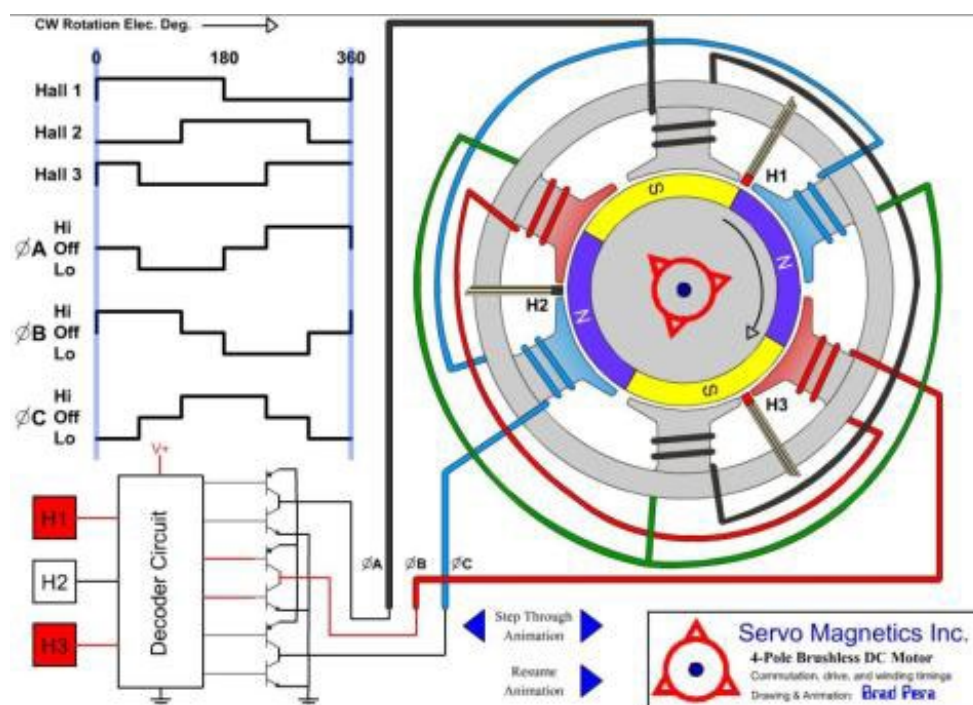 CW Rotation Elec. Deg.
0 180 360
Hall 1
Hall 2
Hall 3
Hi
ØA Off
Lo
Hi
ØB Off
Lo
Hi
ØC Off
Lo
V+
H1
H2
H3
Decoder Circuit
ØA ØB ØC
S
N
N
S
H1
H2
H3
Step Through
Animation
Resume
Animation
Servo Magnetics Inc.
4-Pole Brushless DC Motor
Commutation, drive, and winding timings
Drawing & Animation: Brad Pera